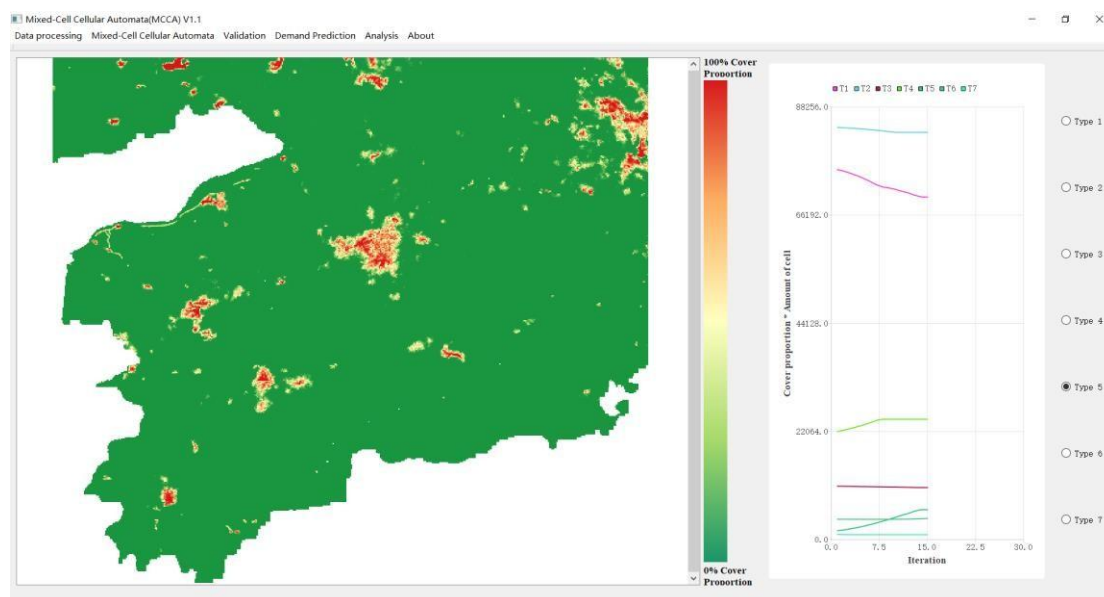 Mixed-Cell Cellular Automata(MCCA) V1.1
Data processing Mixed-Cell Cellular Automata Validation Demand Prediction Analysis About
100% Cover
Proportion
0% Cover
Proportion
T1 T2 T3 T4 T5 T6 T7
88256.0
66192.0
44128.0
22064.0
0.0
0.0 7.5 15.0 22.5 30.0
Cover proportion * Amount of cell
Iteration
Type 1
Type 2
Type 3
Type 4
Type 5
Type 6
Type 7